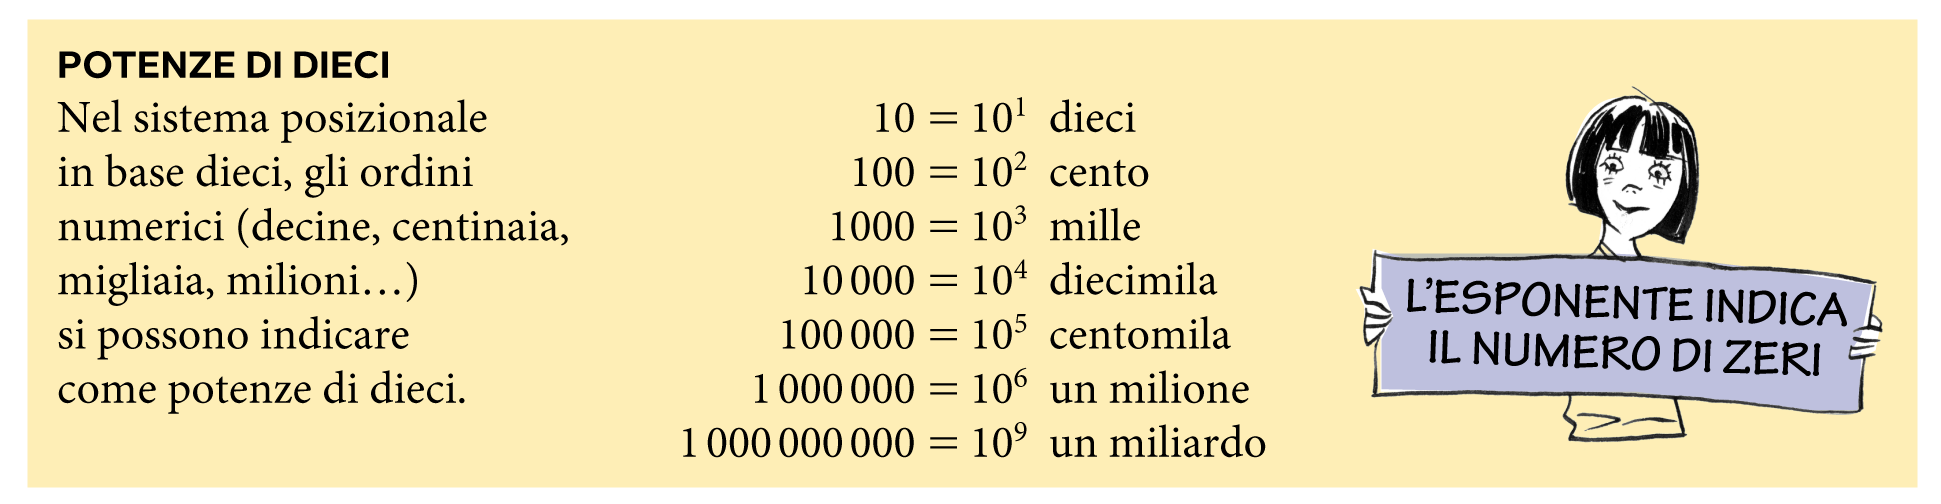 POTENZE DI DIECI
Nel sistema posizionale
in base dieci, gli ordini
numerici (decine, centinaia,
migliaia, milioni…)
si possono indicare
come potenze di dieci.
10 = 10¹ dieci
100 = 10² cento
1000 = 10³ mille
10 000 = 10⁴ diecimila
100 000 = 10⁵ centomila
1 000 000 = 10⁶ un milione
1 000 000 000 = 10⁹ un miliardo
L'ESPONENTE INDICA
IL NUMERO DI ZERI